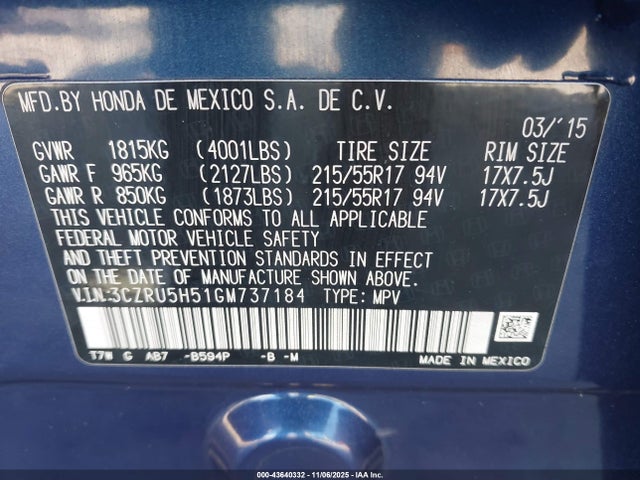 MFD.BY HONDA DE MEXICO S.A. DE C.V.
03/'15
GVWR 1815KG (4001LBS) TIRE SIZE RIM SIZE
GAWR F 965KG (2127LBS) 215/55R17 94V 17X7.5J
GAWR R 850KG (1873LBS) 215/55R17 94V 17X7.5J
THIS VEHICLE CONFORMS TO ALL APPLICABLE
FEDERAL MOTOR VEHICLE SAFETY
AND THEFT PREVENTION STANDARDS IN EFFECT
ON THE DATE OF MANUFACTURE SHOWN ABOVE.
V.I.N:3CZRU5H51GM737184 TYPE: MPV
T7W G AB7 -B594P -B -M MADE IN MEXICO
000-43640332 - 11/06/2025 - IAA Inc.